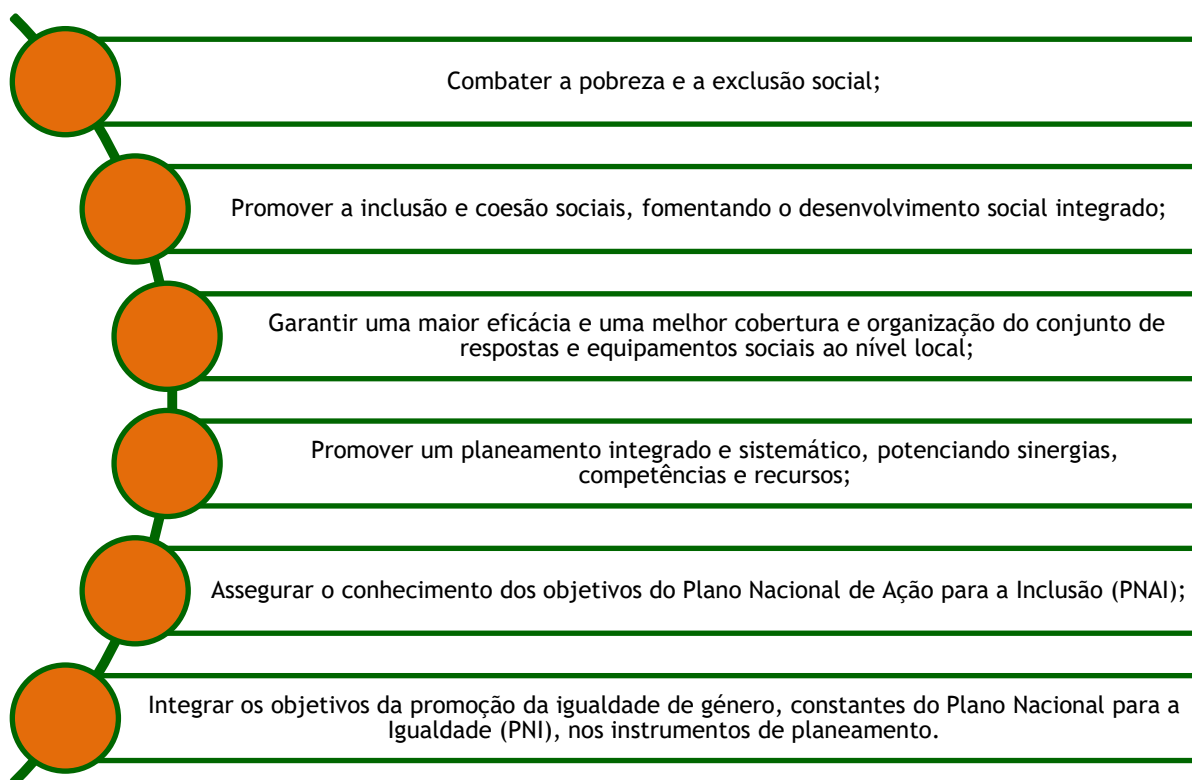 Combater a pobreza e a exclusão social;
Promover a inclusão e coesão sociais, fomentando o desenvolvimento social integrado;
Garantir uma maior eficácia e uma melhor cobertura e organização do conjunto de
respostas e equipamentos sociais ao nível local;
Promover um planeamento integrado e sistemático, potenciando sinergias,
competências e recursos;
Assegurar o conhecimento dos objetivos do Plano Nacional de Ação para a Inclusão (PNAI);
Integrar os objetivos da promoção da igualdade de género, constantes do Plano Nacional para a
Igualdade (PNI), nos instrumentos de planeamento.